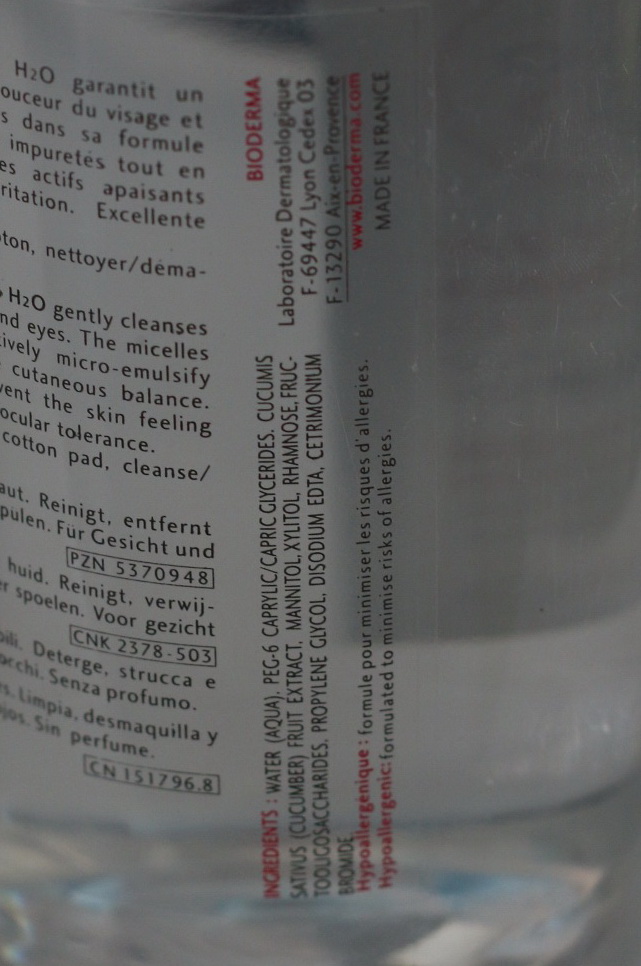 H2O garantit un
ouceur du visage et
s dans sa formule
impuretés tout en
es actifs apaisants
ritation. Excellente
ton, nettoyer/déma-
H2O gently cleanses
nd eyes. The micelles
ively micro-emulsify
cutaneous balance.
vent the skin feeling
ocular tolerance.
cotton pad, cleanse/
aut. Reinigt, entfernt
pulen. Für Gesicht und
PZN 5370948
huid. Reinigt, verwij-
er spoelen. Voor gezicht
CNK 2378-503
bili. Deterge, strucca e
occhi. Senza profumo.
s. Limpia, desmaquilla y
ojos. Sin perfume.
CN 151796.8
BIODERMA
Laboratoire Dermatologique
F-69447 Lyon Cedex 03
F-13290 Aix-en-Provence
www.bioderma.com
MADE IN FRANCE
INGREDIENTS : WATER (AQUA), PEG-6 CAPRYLIC/CAPRIC GLYCERIDES, CUCUMIS
SATIVUS (CUCUMBER) FRUIT EXTRACT, MANNITOL, XYLITOL, RHAMNOSE, FRUC-
TOOLIGOSACCHARIDES, PROPYLENE GLYCOL, DISODIUM EDTA, CETRIMONIUM
BROMIDE.
Hypoallergénique : formule pour minimiser les risques d'allergies.
Hypoallergenic: formulated to minimise risks of allergies.